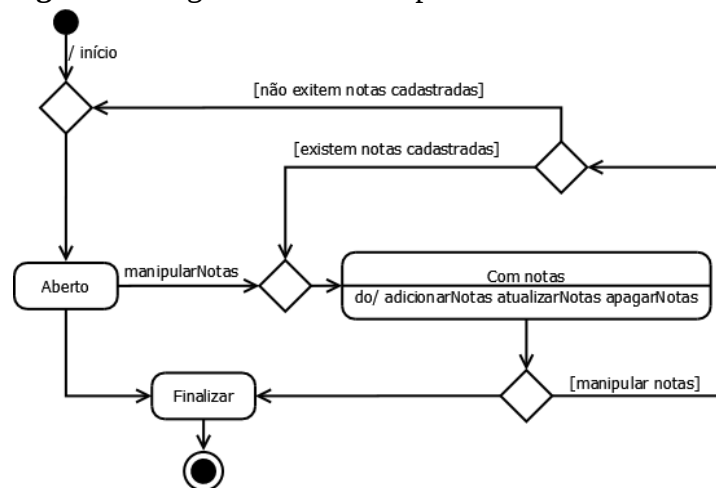 / início
[não exitem notas cadastradas]
[existem notas cadastradas]
manipularNotas
Aberto
Com notas
do/ adicionarNotas atualizarNotas apagarNotas
[manipular notas]
Finalizar